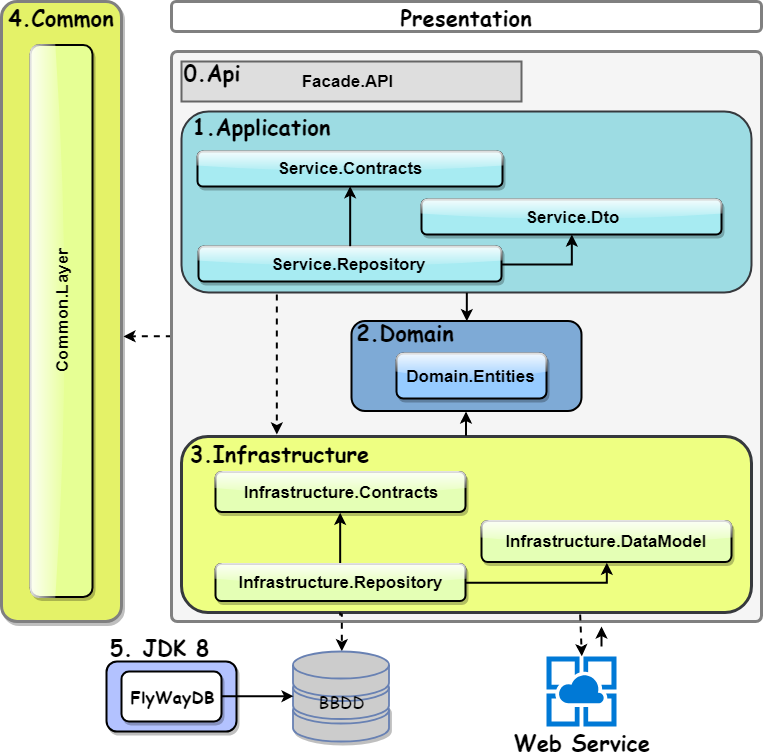 4.Common
Presentation
0.Api
Facade.API
1.Application
Service.Contracts
Service.Dto
Service.Repository
Common.Layer
2.Domain
Domain.Entities
3.Infrastructure
Infrastructure.Contracts
Infrastructure.DataModel
Infrastructure.Repository
5. JDK 8
FlyWayDB
BBDD
Web Service